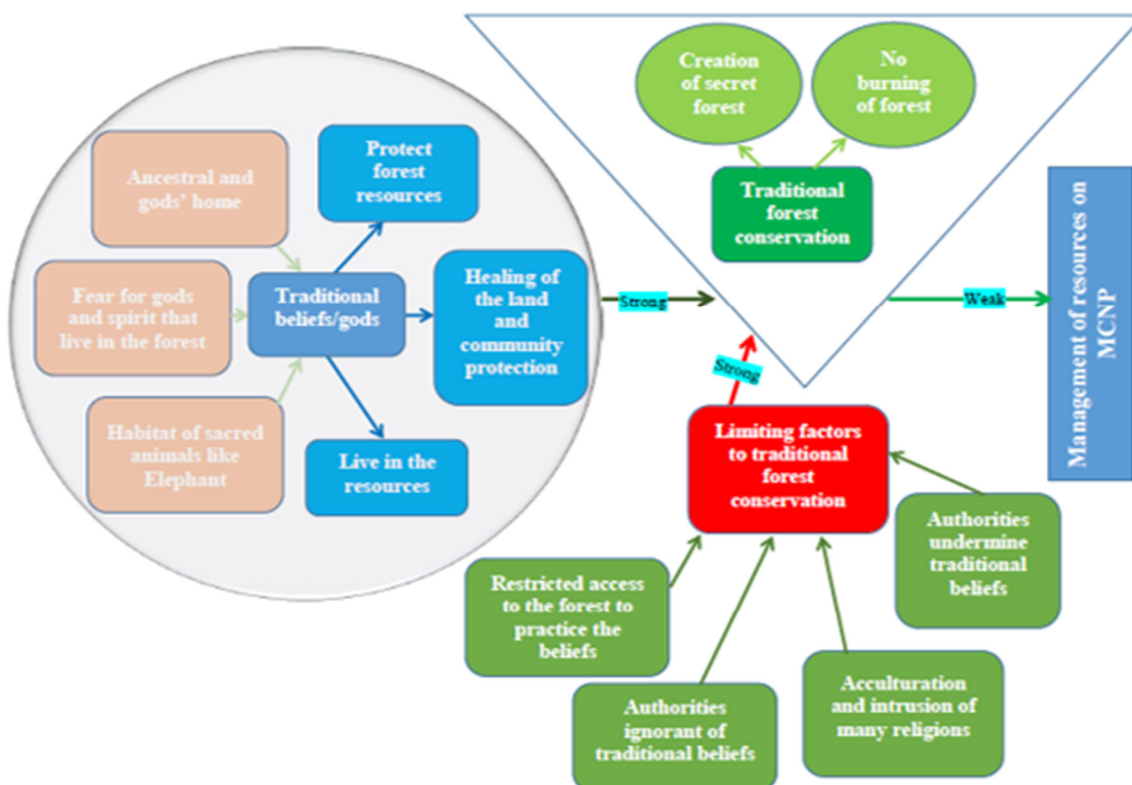 Ancestral and
gods' home
Fear for gods
and spirit that
live in the forest
Habitat of sacred
animals like
Elephant
Traditional
beliefs/gods
Protect
forest
resources
Healing of
the land
and
community
protection
Live in the
resources
Strong
Creation
of secret
forest
No
burning
of forest
Traditional
forest
conservation
Weak
Management of resources on
MCNP
Strong
Limiting factors
to traditional
forest
conservation
Restricted access
to the forest to
practice the
beliefs
Authorities
ignorant of
traditional beliefs
Acculturation
and intrusion of
many religions
Authorities
undermine
traditional
beliefs